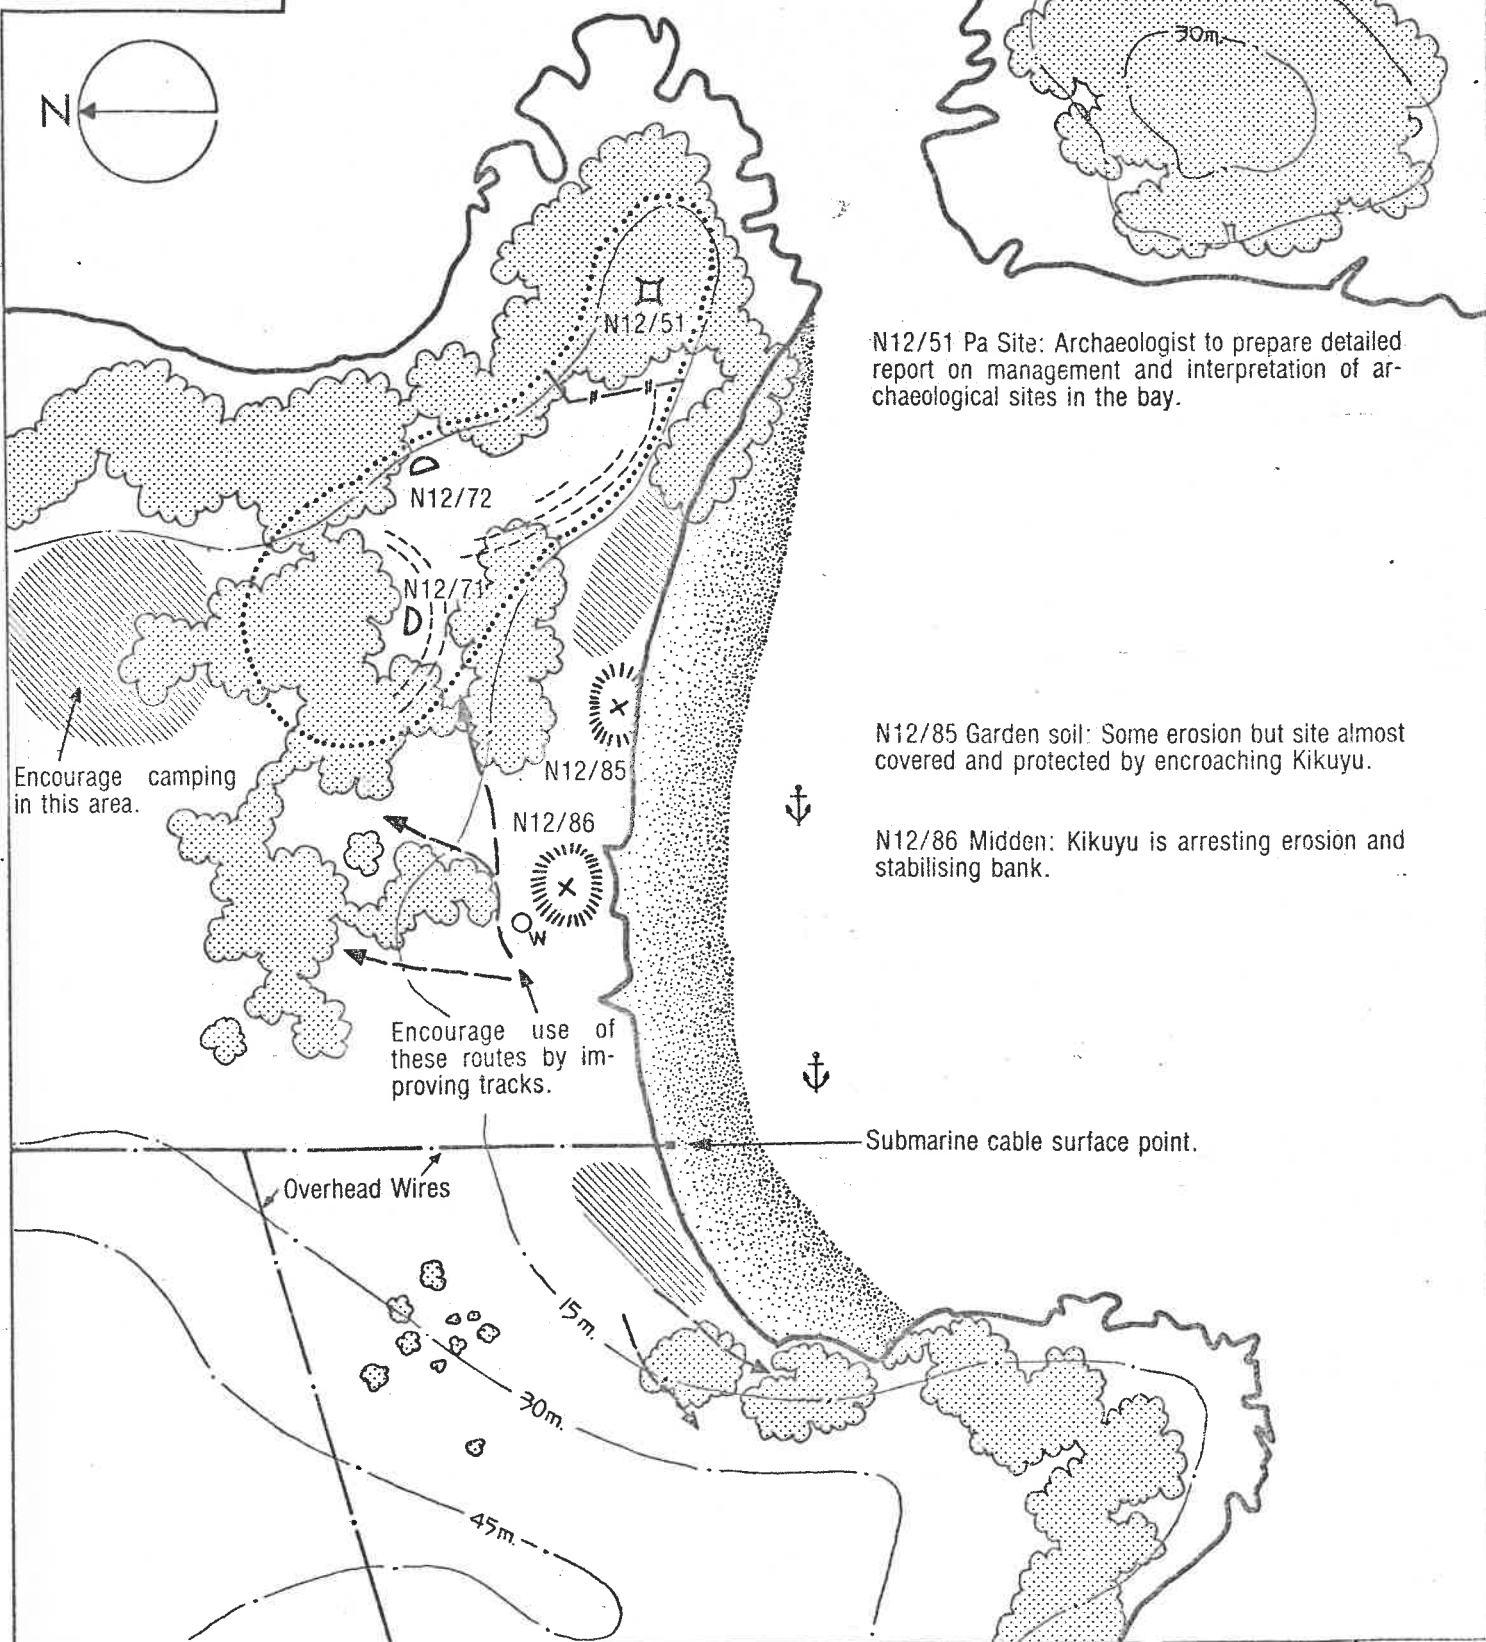 N
30m.
N12/51
N12/51 Pa Site: Archaeologist to prepare detailed
report on management and interpretation of ar-
chaeological sites in the bay.
N12/72
N12/71
N12/85 Garden soil: Some erosion but site almost
covered and protected by encroaching Kikuyu.
Encourage camping
in this area.
N12/85
N12/86
N12/86 Midden: Kikuyu is arresting erosion and
stabilising bank.
W
Encourage use of
these routes by im-
proving tracks.
Submarine cable surface point.
Overhead Wires
15m.
30m.
45m.